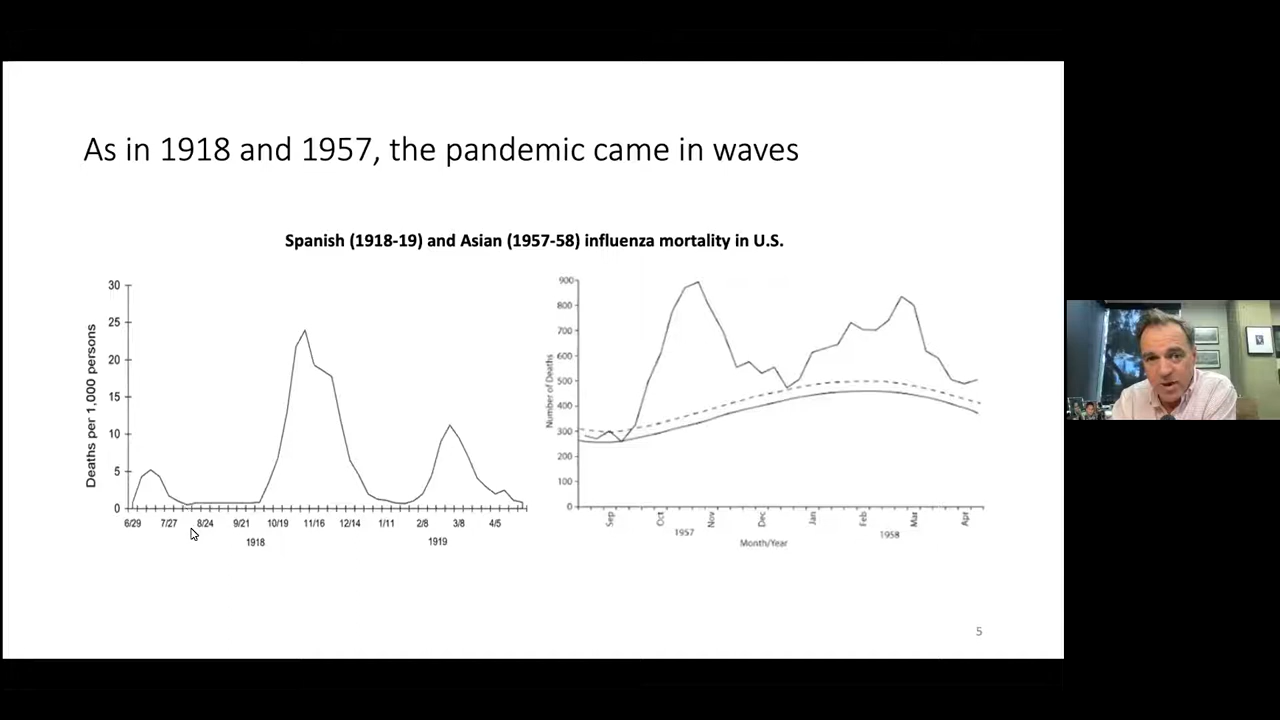 As in 1918 and 1957, the pandemic came in waves
Spanish (1918-19) and Asian (1957-58) influenza mortality in U.S.
Deaths per 1,000 persons
30
25
20
15
10
5
0
6/29 7/27 8/24 9/21 10/19 11/16 12/14 1/11 2/8 3/8 4/5
1918 1919
Number of Deaths
900
800
700
600
500
400
300
200
100
0
Sep Oct Nov Dec Jan Feb Mar Apr
1957 1958
Month/Year
5